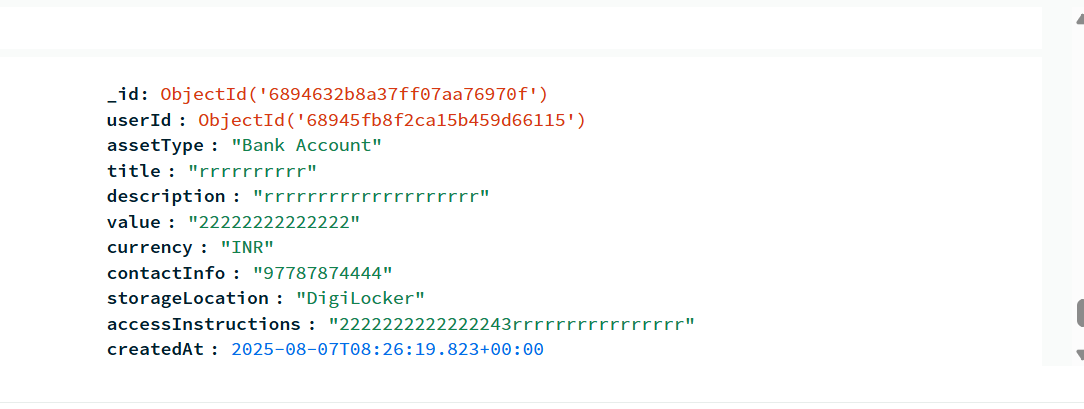 _id: ObjectId('6894632b8a37ff07aa76970f')
userId : ObjectId('68945fb8f2ca15b459d66115')
assetType : "Bank Account"
title : "rrrrrrrrrr"
description : "rrrrrrrrrrrrrrrrrrrr"
value : "22222222222222"
currency : "INR"
contactInfo : "97787874444"
storageLocation : "DigiLocker"
accessInstructions : "2222222222222243rrrrrrrrrrrrrrrr"
createdAt : 2025-08-07T08:26:19.823+00:00